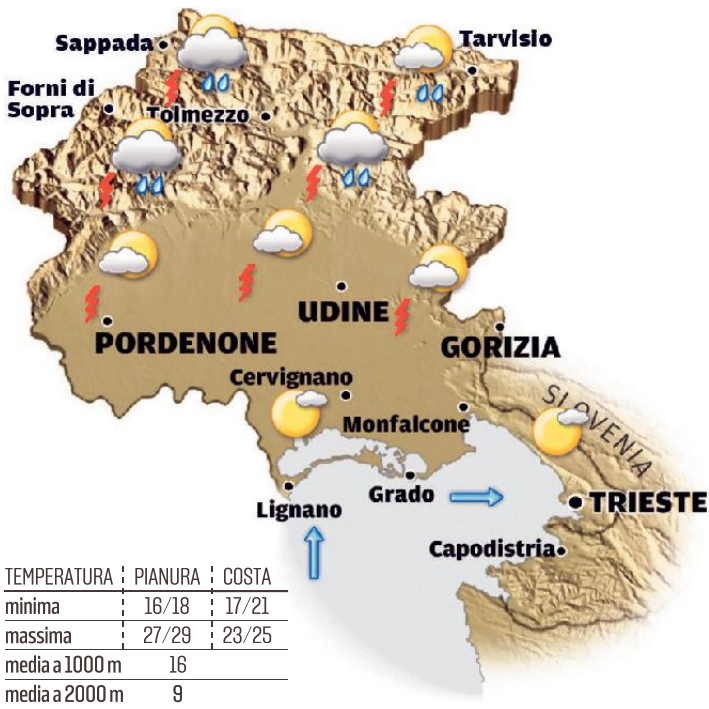 Sappada
Tarvisio
Forni di
Sopra
Tolmezzo
UDINE
PORDENONE
GORIZIA
Cervignano
Monfalcone
SLOVENIA
Lignano
Grado
TRIESTE
Capodistria
TEMPERATURA PIANURA COSTA
minima 16/18 17/21
massima 27/29 23/25
media a 1000 m 16
media a 2000 m 9